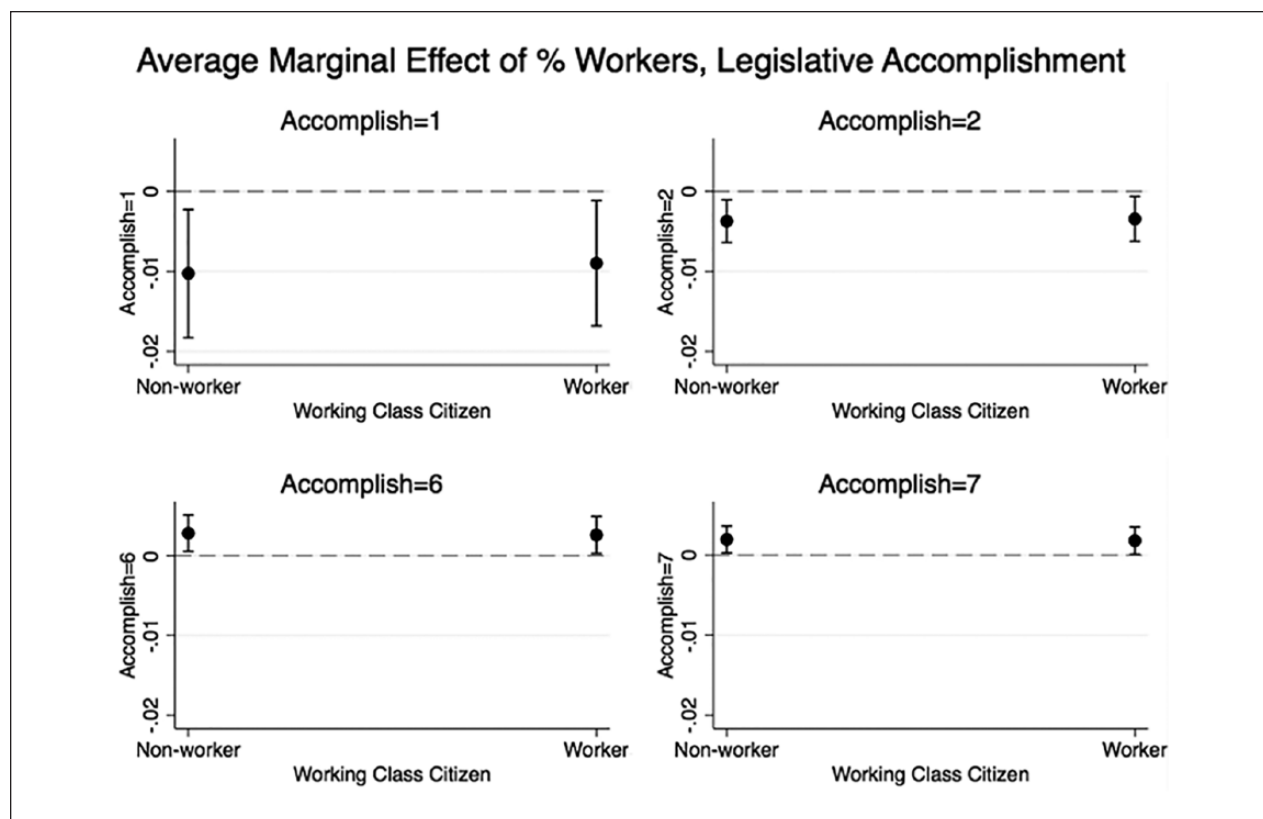 Average Marginal Effect of % Workers, Legislative Accomplishment
Accomplish=1
Accomplish=1
0
-.01
-.02
Non-worker
Worker
Working Class Citizen
Accomplish=2
Accomplish=2
0
-.01
-.02
Non-worker
Worker
Working Class Citizen
Accomplish=6
Accomplish=6
0
-.01
-.02
Non-worker
Worker
Working Class Citizen
Accomplish=7
Accomplish=7
0
-.01
-.02
Non-worker
Worker
Working Class Citizen